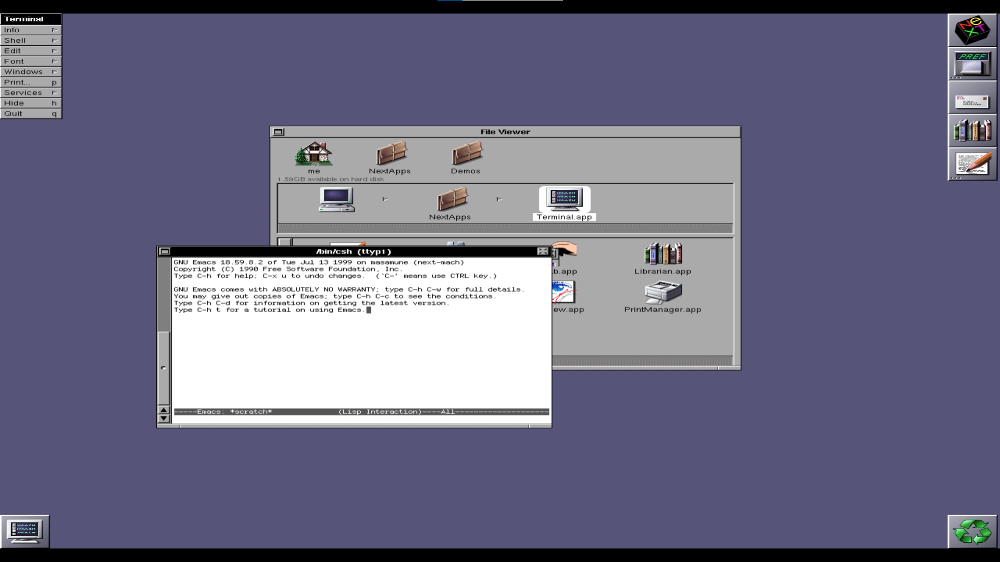 Terminal
Info
Shell
Edit
Font
Windows
Print... p
Services
Hide h
Quit q
NeXT
PREF
File Viewer
me NextApps Demos
1.59GB available on hard disk
NextApps Terminal.app
/bin/csh (ttyp1)
GNU Emacs 18.59.8.2 of Tue Jul 13 1999 on masamune (next-mach)
Copyright (C) 1990 Free Software Foundation, Inc.
Type C-h for help; C-x u to undo changes. (`C-' means use CTRL key.)
GNU Emacs comes with ABSOLUTELY NO WARRANTY; type C-h C-w for full details.
You may give out copies of Emacs; type C-h C-c to see the conditions.
Type C-h C-d for information on getting the latest version.
Type C-h t for a tutorial on using Emacs.
-----Emacs: *scratch* (Lisp Interaction)----All--------------------
b.app Librarian.app
ew.app PrintManager.app
>MACH
>MACH
>MACH